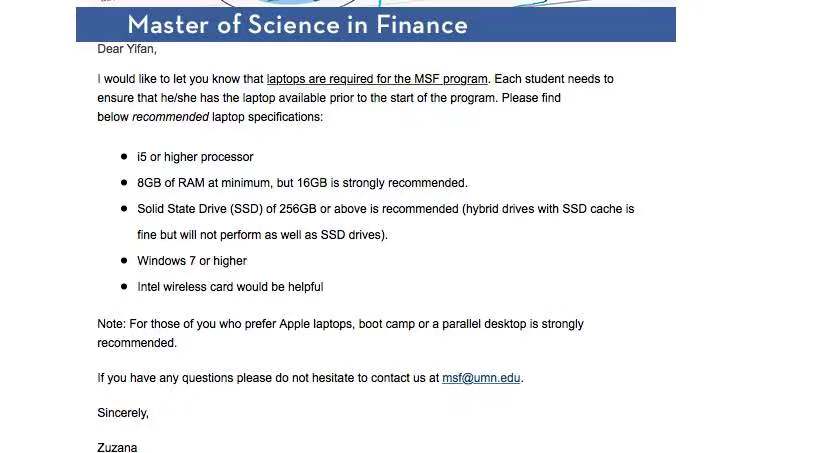 Master of Science in Finance
Dear Yifan,
I would like to let you know that laptops are required for the MSF program. Each student needs to
ensure that he/she has the laptop available prior to the start of the program. Please find
below recommended laptop specifications:
● i5 or higher processor
● 8GB of RAM at minimum, but 16GB is strongly recommended.
● Solid State Drive (SSD) of 256GB or above is recommended (hybrid drives with SSD cache is
fine but will not perform as well as SSD drives).
● Windows 7 or higher
● Intel wireless card would be helpful
Note: For those of you who prefer Apple laptops, boot camp or a parallel desktop is strongly
recommended.
If you have any questions please do not hesitate to contact us at msf@umn.edu.
Sincerely,
Zuzana